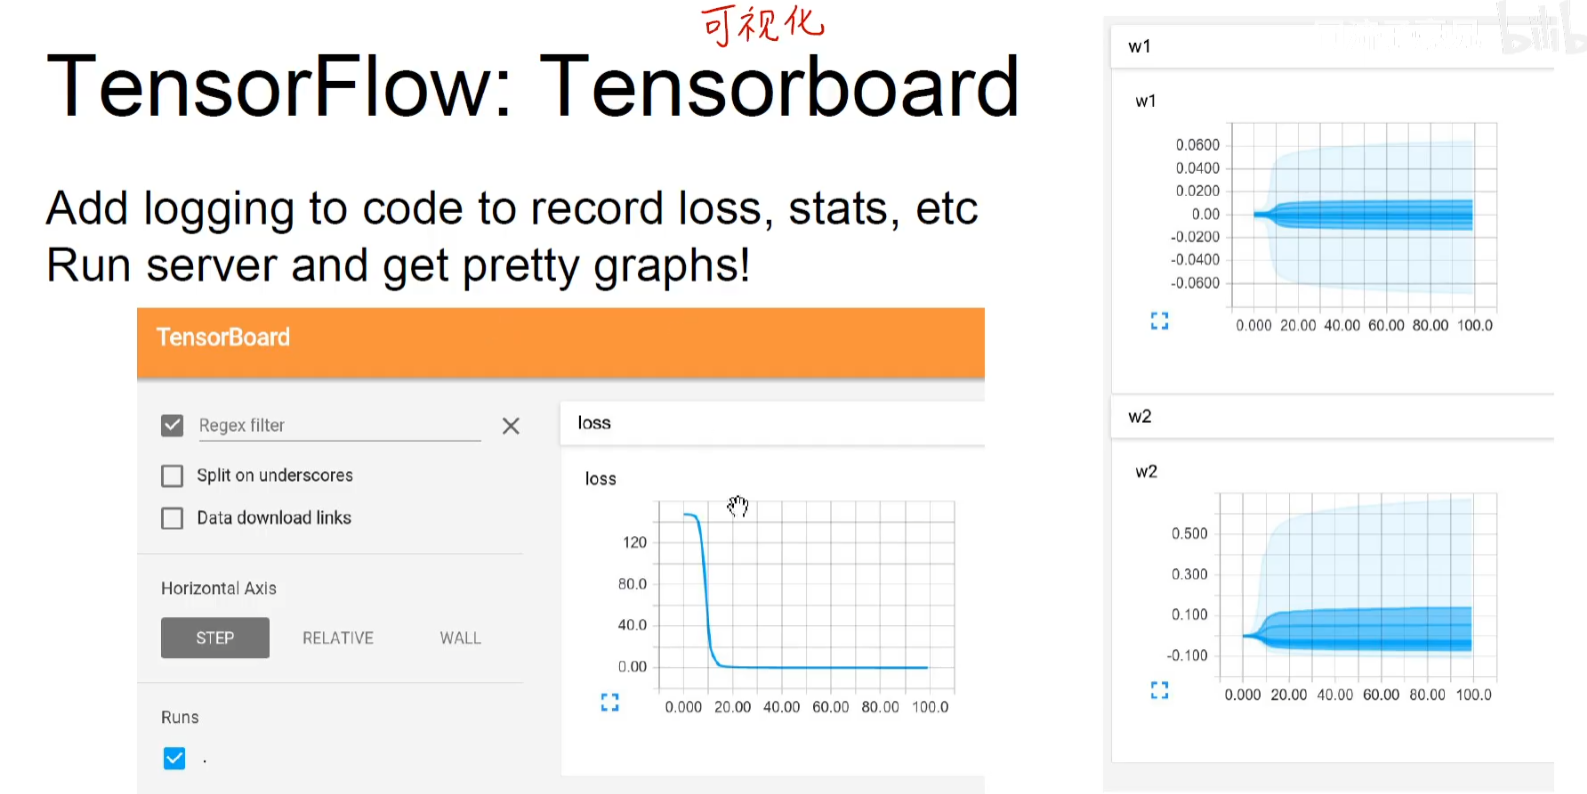 可视化
TensorFlow: Tensorboard
Add logging to code to record loss, stats, etc
Run server and get pretty graphs!
TensorBoard
Regex filter
Split on underscores
Data download links
Horizontal Axis
STEP RELATIVE WALL
Runs
.
loss
loss
120
80.0
40.0
0.00
0.000 20.00 40.00 60.00 80.00 100.0
w1
w1
0.0600
0.0400
0.0200
0.00
-0.0200
-0.0400
-0.0600
0.000 20.00 40.00 60.00 80.00 100.0
w2
w2
0.500
0.300
0.100
-0.100
0.000 20.00 40.00 60.00 80.00 100.0